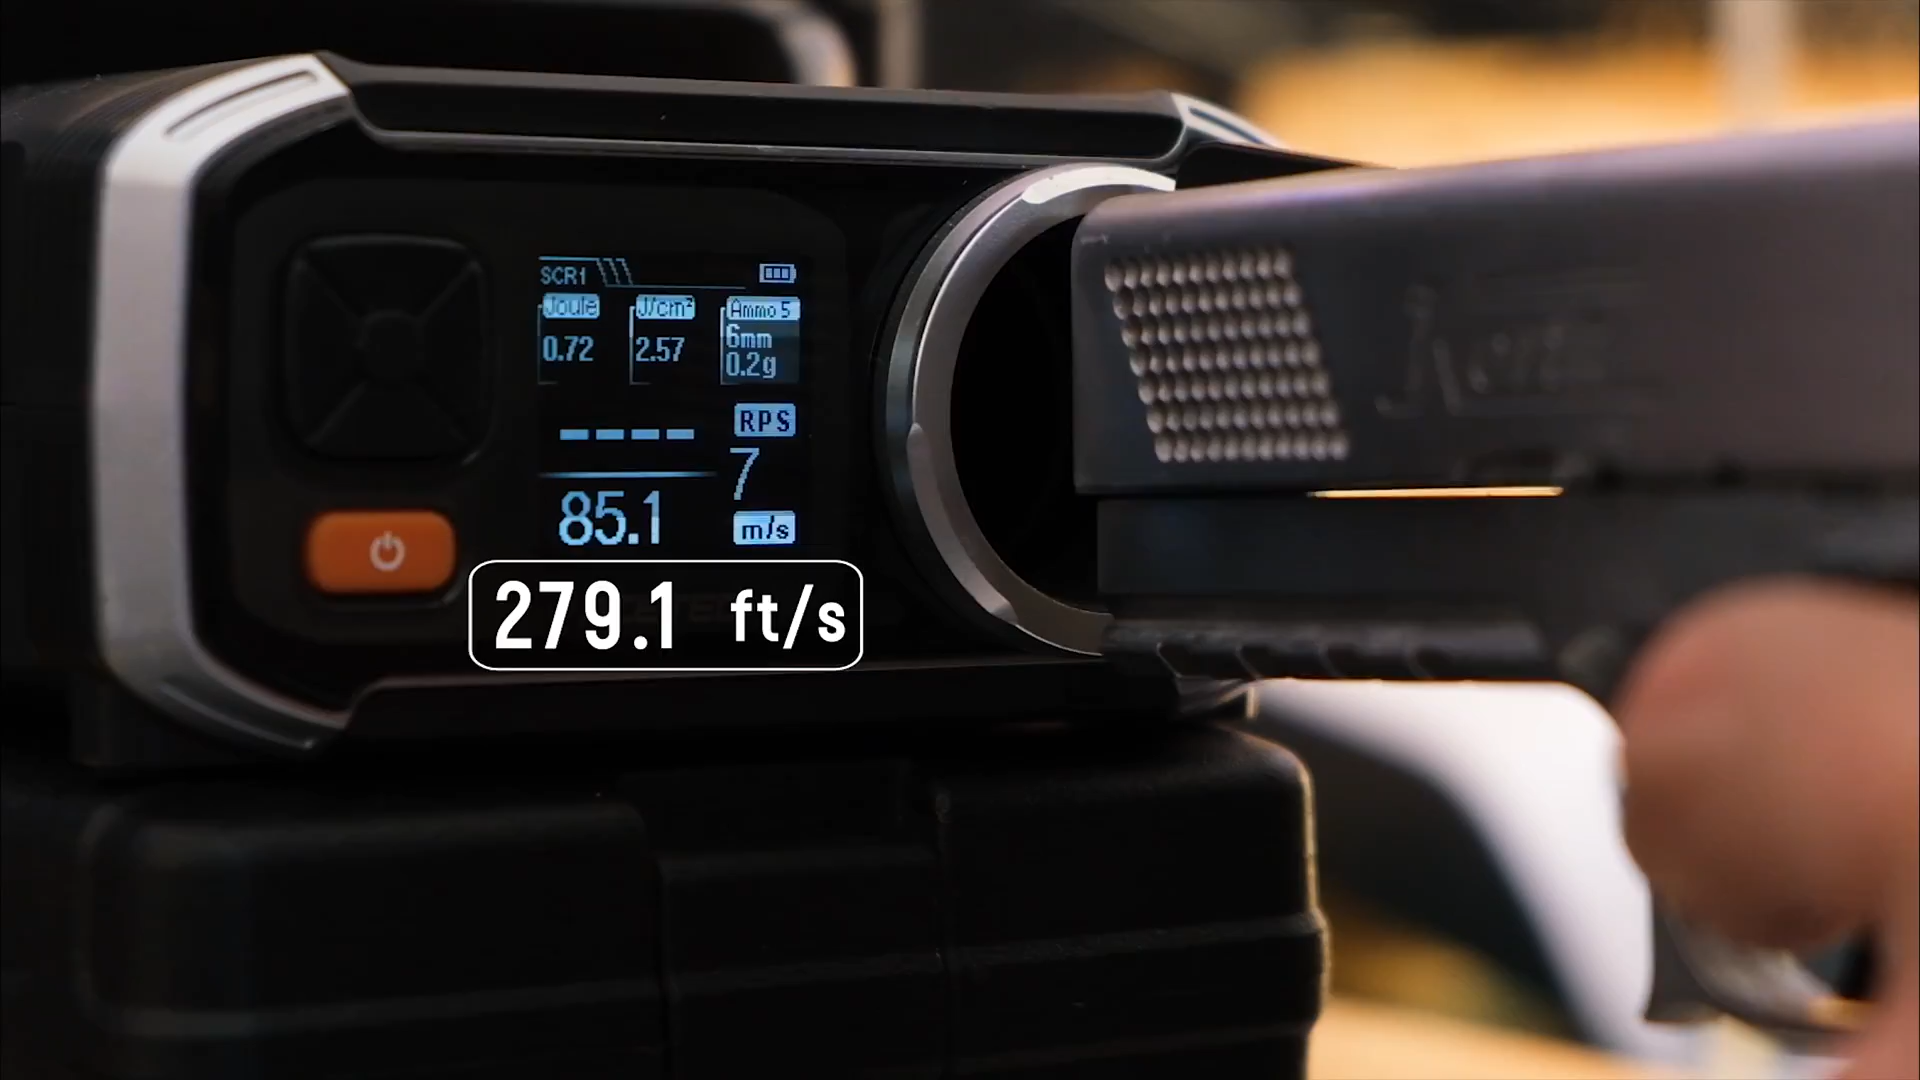 SCR1
Joule J/cm² Ammo 5
0.72 2.57 6mm
0.2g
---- RPS
7
85.1 m/s
279.1 ft/s